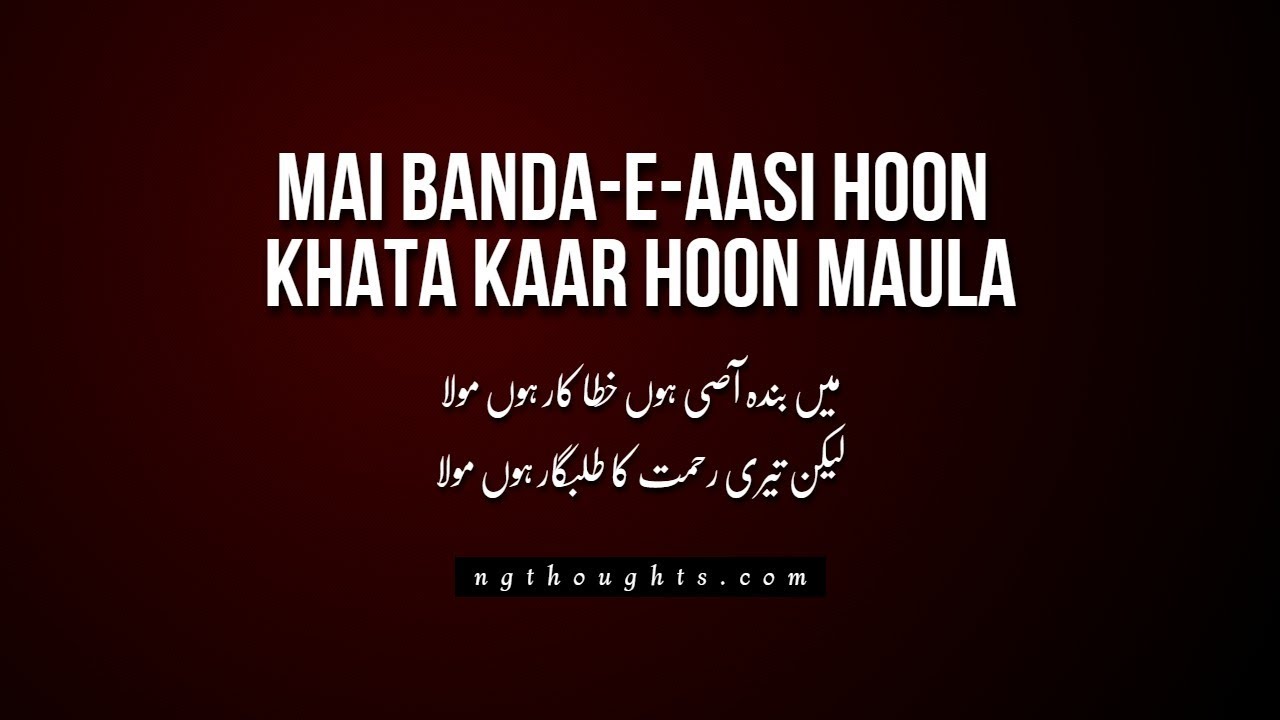 MAI BANDA-E-AASI HOON
KHATA KAAR HOON MAULA
میں بندہ آصی ہوں خطا کار ہوں مولا
لیکن تیری رحمت کا طلبگار ہوں مولا
ngthoughts.com